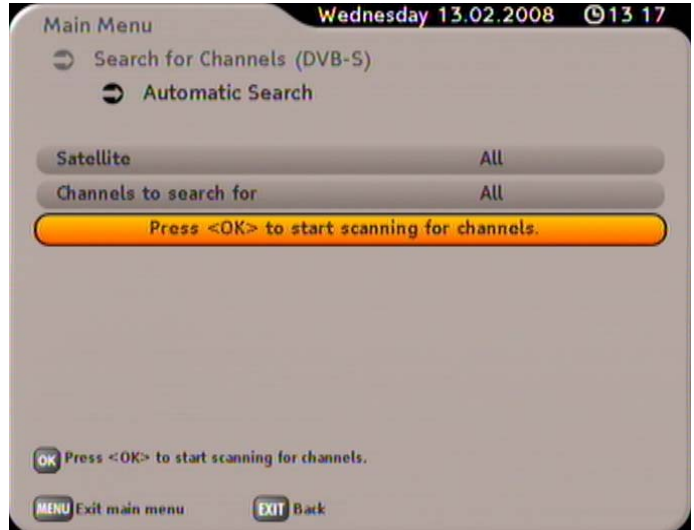 Main Menu Wednesday 13.02.2008 13 17
Search for Channels (DVB-S)
Automatic Search
Satellite All
Channels to search for All
Press <OK> to start scanning for channels.
OK Press <OK> to start scanning for channels.
MENU Exit main menu EXIT Back